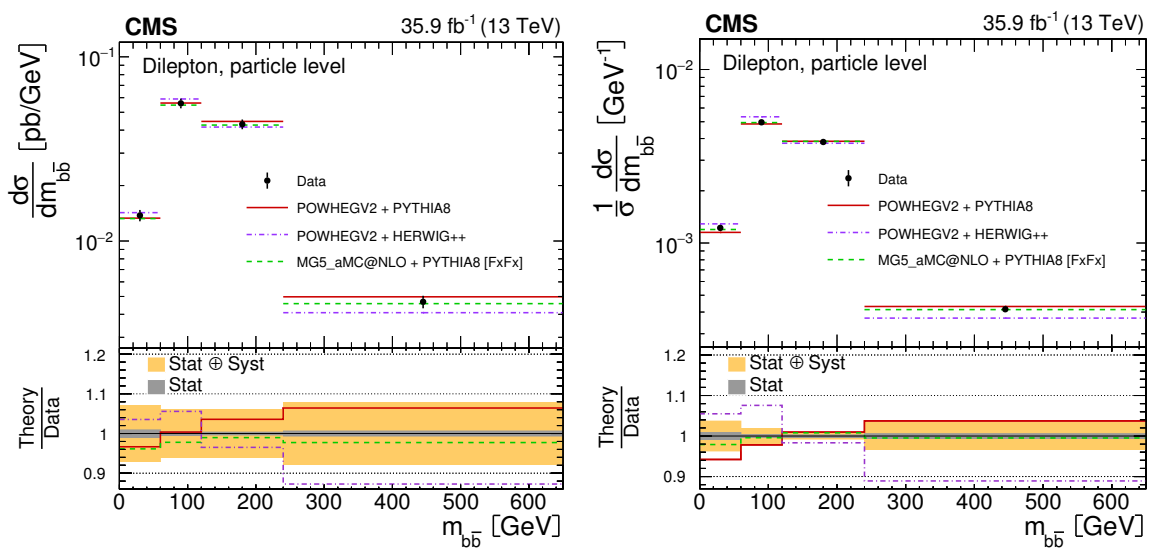 CMS 35.9 fb⁻¹ (13 TeV)
Dilepton, particle level
dσ/dm_bb̅ [pb/GeV]
10⁻¹
10⁻²
Data
POWHEGV2 + PYTHIA8
POWHEGV2 + HERWIG++
MG5_aMC@NLO + PYTHIA8 [FxFx]
Theory/Data
1.2
1.1
1
0.9
Stat ⊕ Syst
Stat
0 100 200 300 400 500 600
m_bb̅ [GeV]
CMS 35.9 fb⁻¹ (13 TeV)
Dilepton, particle level
1/σ dσ/dm_bb̅ [GeV⁻¹]
10⁻²
10⁻³
Data
POWHEGV2 + PYTHIA8
POWHEGV2 + HERWIG++
MG5_aMC@NLO + PYTHIA8 [FxFx]
Theory/Data
1.2
1.1
1
0.9
Stat ⊕ Syst
Stat
0 100 200 300 400 500 600
m_bb̅ [GeV]